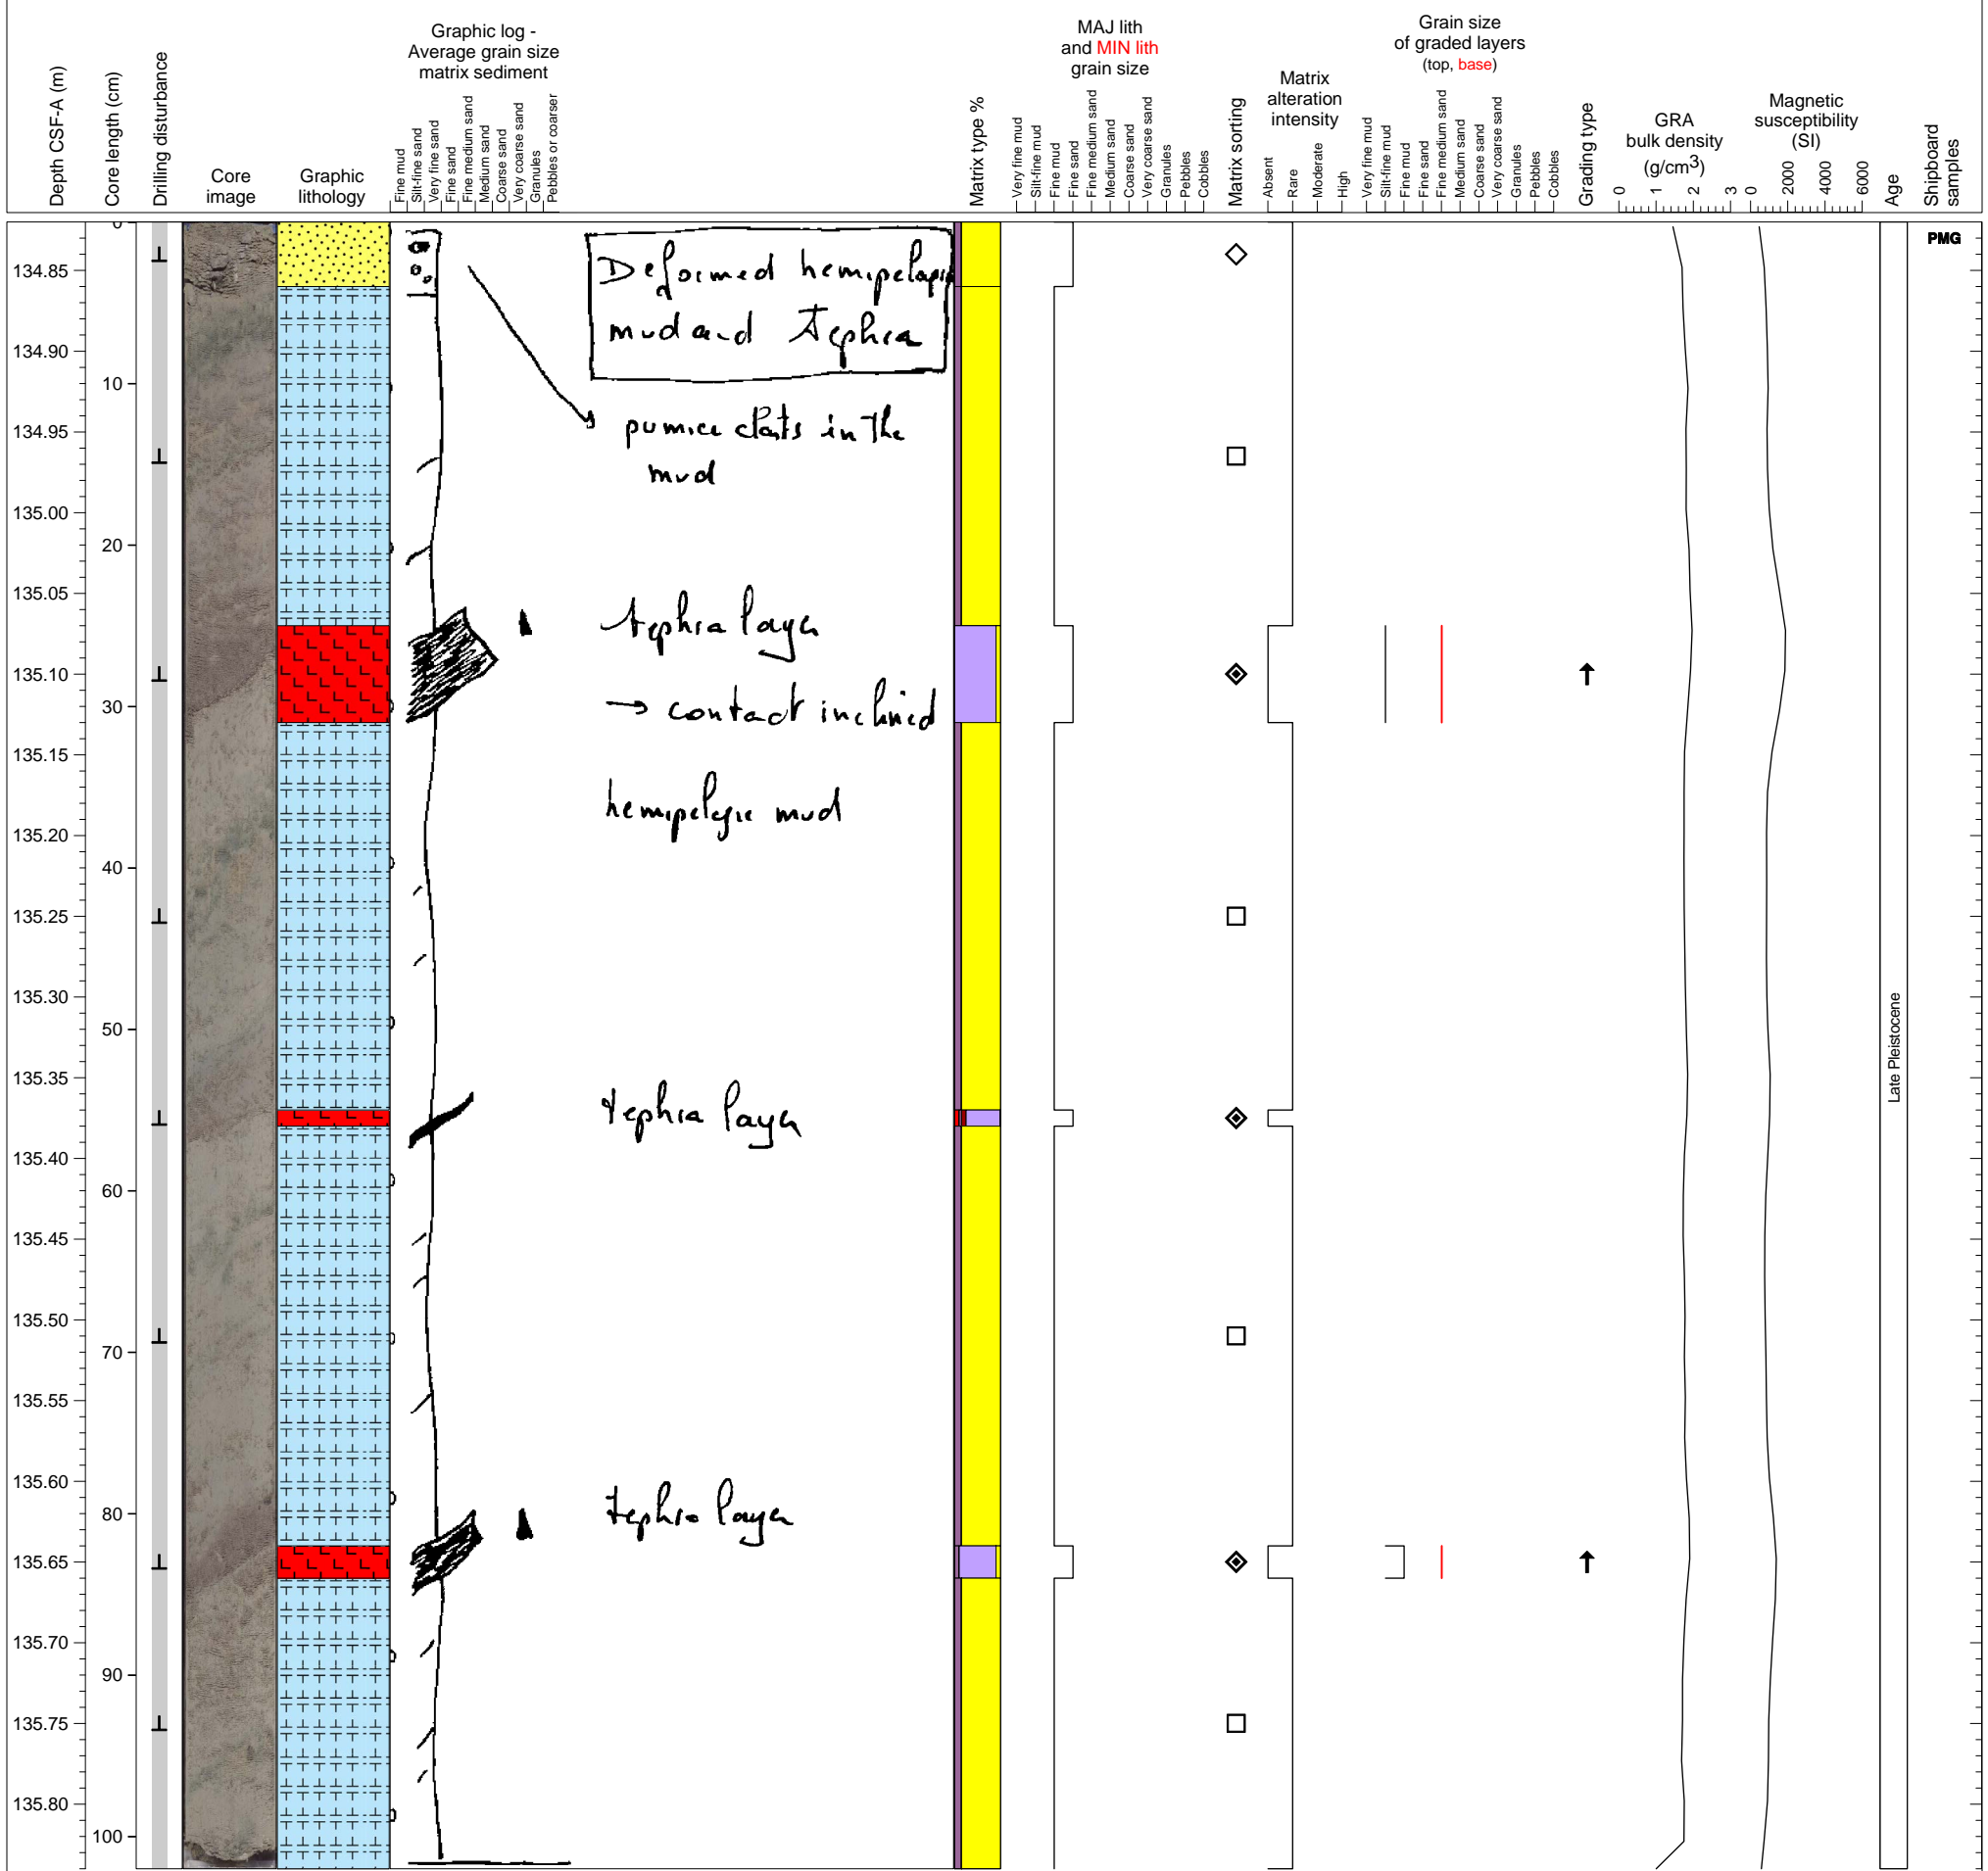 Depth CSF-A (m)
Core length (cm)
Drilling disturbance
Core
image
Graphic
lithology
Graphic log -
Average grain size
matrix sediment
Fine mud
Silt-fine sand
Very fine sand
Fine sand
Fine medium sand
Medium sand
Coarse sand
Very coarse sand
Granules
Pebbles or coarser
Matrix type %
MAJ lith
and MIN lith
grain size
Very fine mud
Silt-fine mud
Fine mud
Fine sand
Fine medium sand
Medium sand
Coarse sand
Very coarse sand
Granules
Pebbles
Cobbles
Matrix sorting
Matrix
alteration
intensity
Absent
Rare
Moderate
High
Grain size
of graded layers
(top, base)
Very fine mud
Silt-fine mud
Fine mud
Fine sand
Fine medium sand
Medium sand
Coarse sand
Very coarse sand
Granules
Pebbles
Cobbles
Grading type
GRA
bulk density
(g/cm3)
0 1 2 3
Magnetic
susceptibility
(SI)
0 2000 4000 6000
Age
Shipboard
samples
0
134.85
134.90
10
134.95
135.00
20
135.05
135.10
30
135.15
135.20
40
135.25
135.30
50
135.35
135.40
60
135.45
135.50
70
135.55
135.60
80
135.65
135.70
90
135.75
135.80
100
Deformed hemipelagic
mud and Tephra
pumice clasts in the
mud
tephra layer
→ contact inclined
hemipelagic mud
tephra layer
tephra layer
Late Pleistocene
PMG